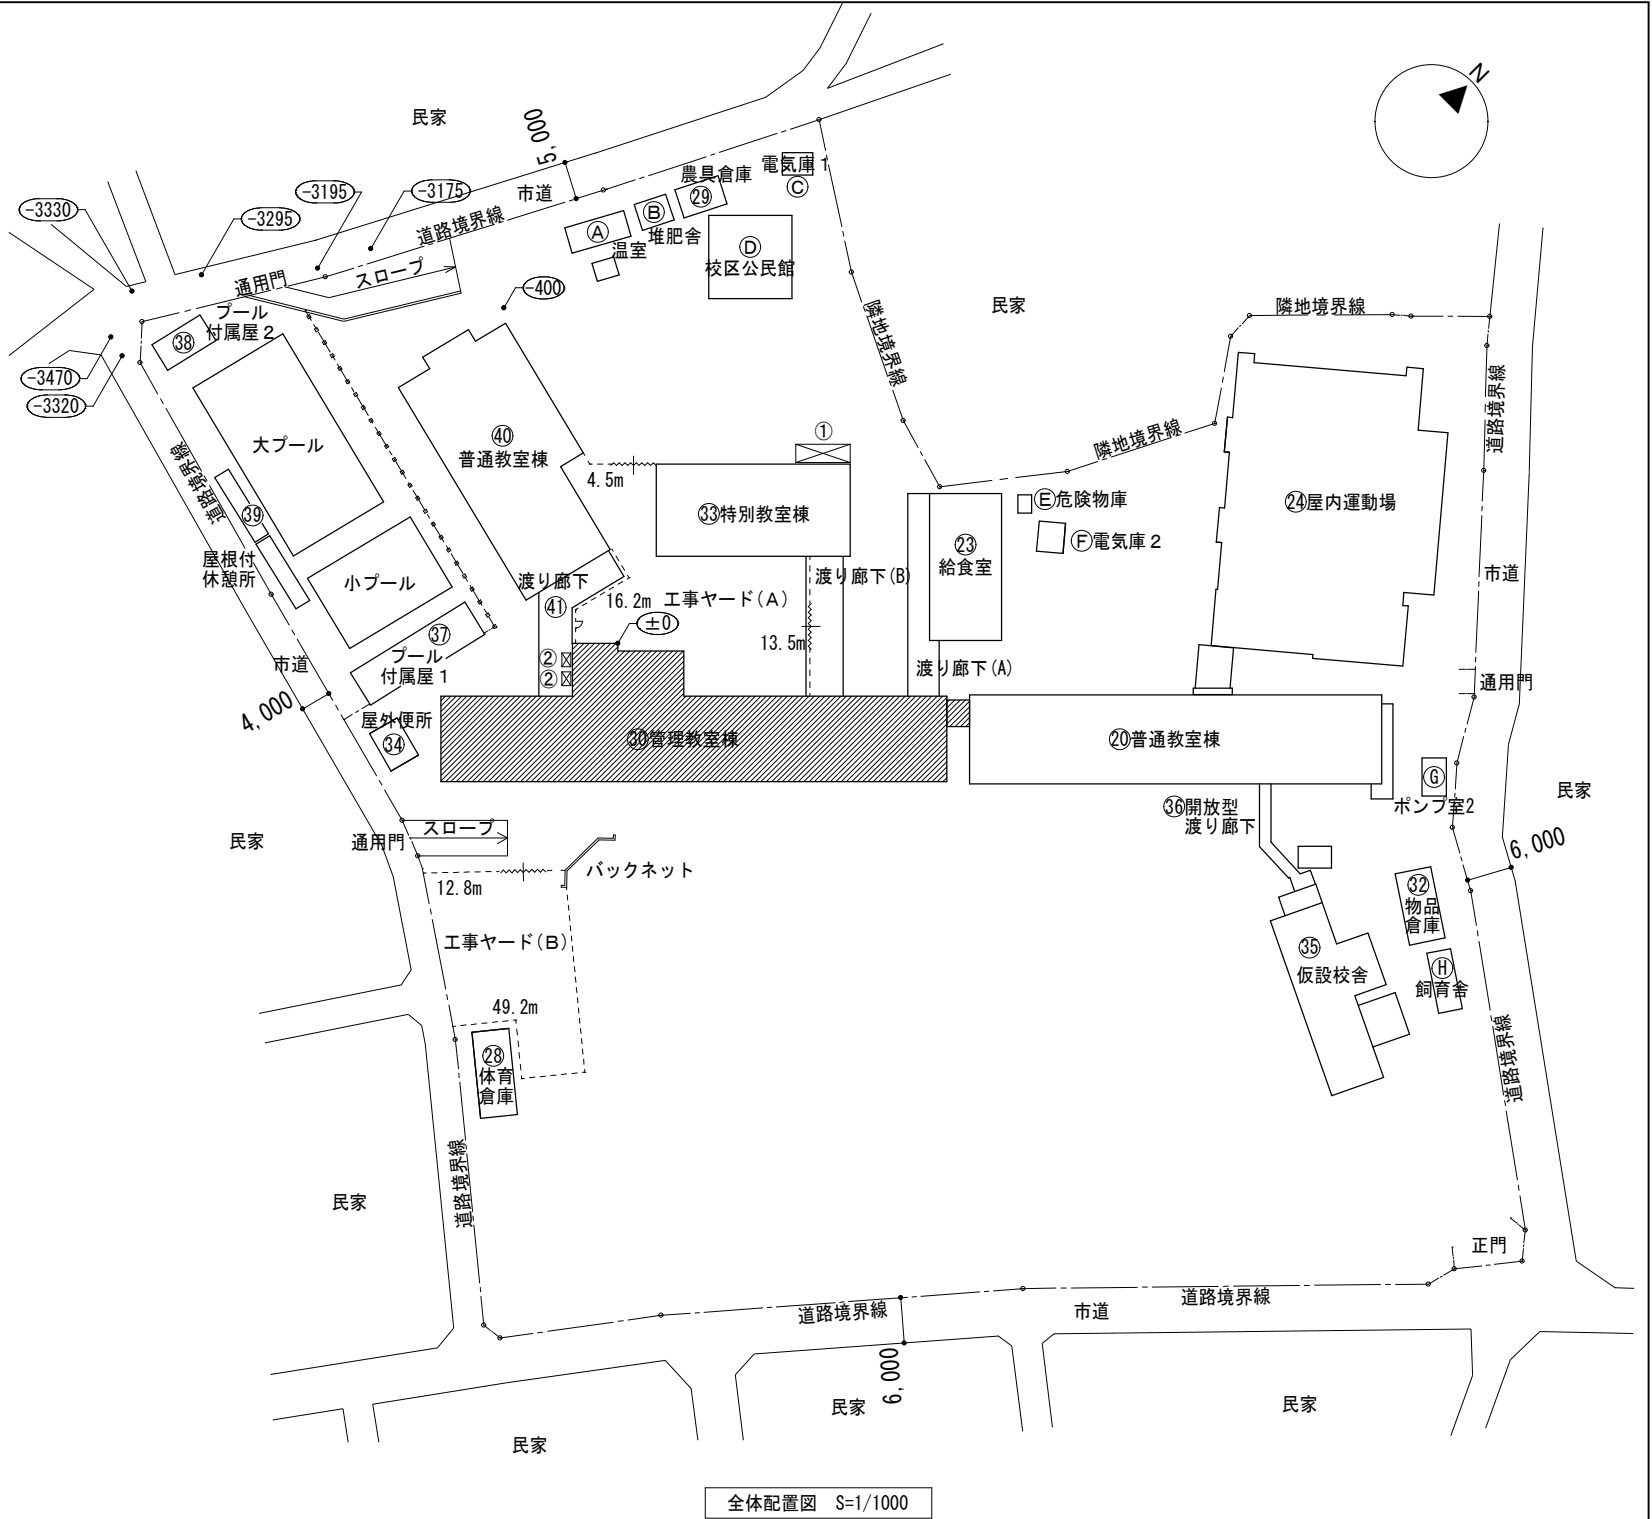 N
民家
5,000
電気庫1
Ⓒ
農具倉庫
㉙
-3195
-3175
市道
-3330
-3295
道路境界線
Ⓐ
Ⓑ
堆肥舎
温室
Ⓓ
校区公民館
スロープ
通用門
-400
民家
隣地境界線
プール
付属屋2
㊳
隣地境界線
-3470
-3320
道路境界線
大プール
㊵
普通教室棟
①
隣地境界線
道路境界線
4.5m
㉝特別教室棟
Ⓔ危険物庫
㉔屋内運動場
㊴
㉓
給食室
Ⓕ電気庫2
屋根付
休憩所
小プール
渡り廊下
渡り廊下(B)
市道
㊶
16.2m
工事ヤード(A)
±0
㊲
プール
付属屋1
13.5m
②
②
渡り廊下(A)
市道
通用門
4,000
屋外便所
㉞
㉚管理教室棟
⑳普通教室棟
Ⓖ
ポンプ室2
民家
㊱開放型
渡り廊下
民家
通用門
スロープ
6,000
バックネット
12.8m
㉜
物品
倉庫
工事ヤード(B)
㉟
仮設校舎
Ⓗ
飼育舎
49.2m
㉘
体育
倉庫
道路境界線
道路境界線
民家
正門
道路境界線
市道
道路境界線
6,000
民家
民家
民家
全体配置図 S=1/1000